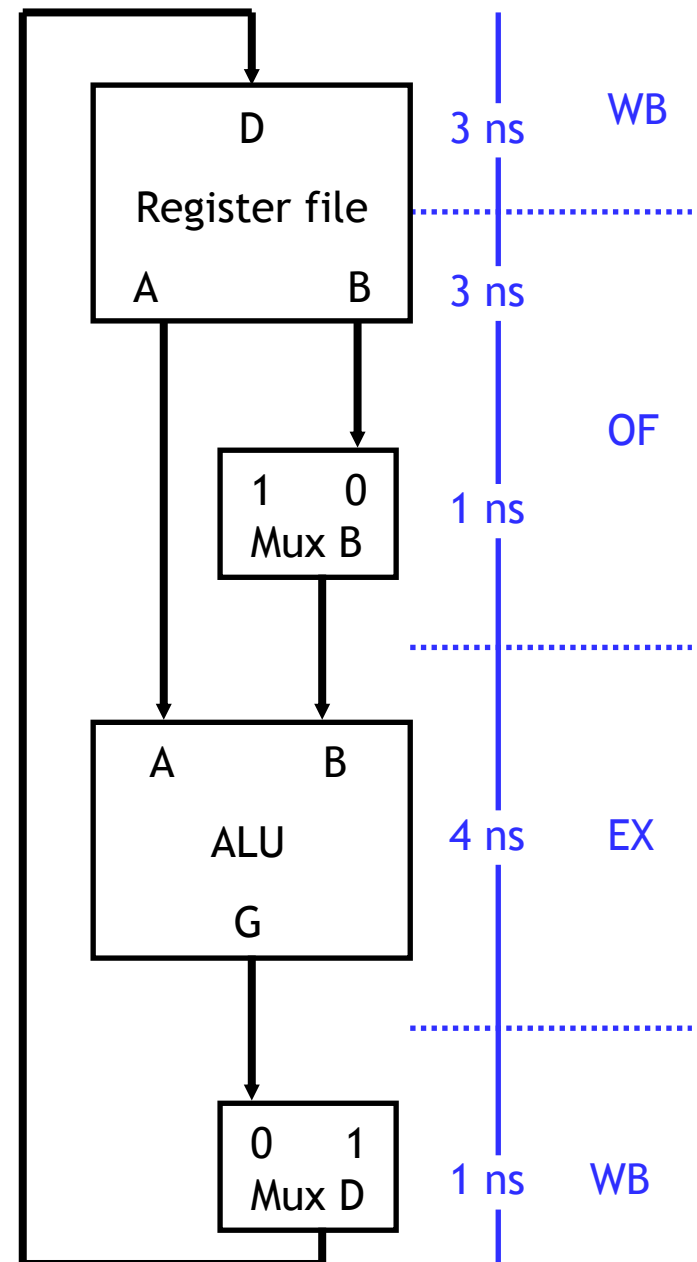 D
3 ns
WB
Register file
A B
3 ns
OF
1 0
Mux B
1 ns
A B
ALU
4 ns
EX
G
0 1
Mux D
1 ns
WB